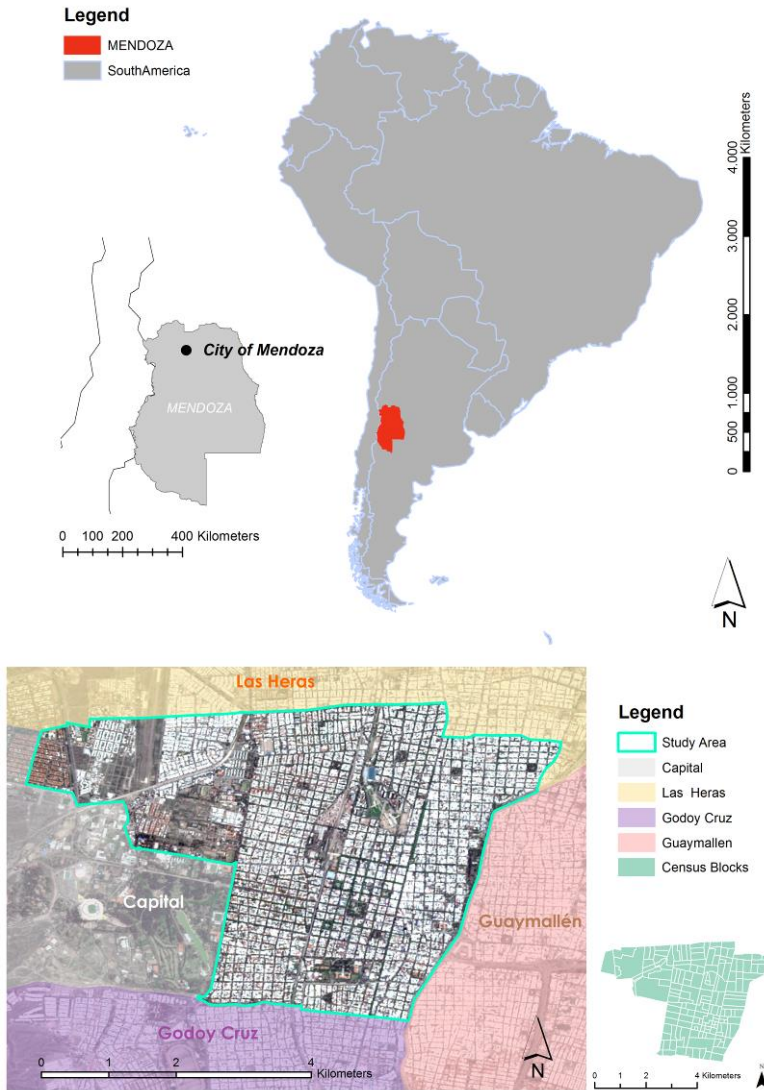 Legend
MENDOZA
SouthAmerica
Kilometers
4.000
3.000
2.000
1.000
500
0
City of Mendoza
MENDOZA
0 100 200 400 Kilometers
N
Las Heras
Capital
Guaymallén
Godoy Cruz
0 1 2 4
Kilometers
N
Legend
Study Area
Capital
Las Heras
Godoy Cruz
Guaymallen
Census Blocks
0 1 2 4
Kilometers
N